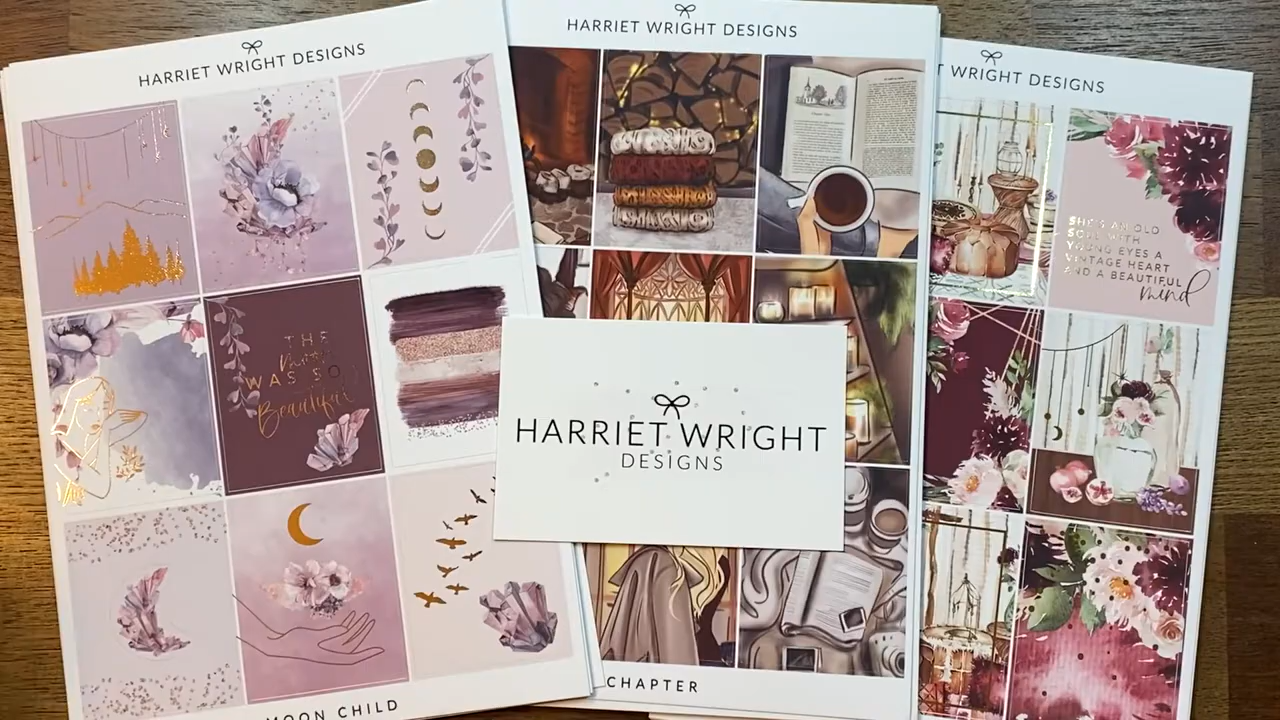 HARRIET WRIGHT DESIGNS
THE
moon
WAS SO
Beautiful
MOON CHILD
HARRIET WRIGHT DESIGNS
CHAPTER
T WRIGHT DESIGNS
SHE'S AN OLD
SOUL WITH
YOUNG EYES A
VINTAGE HEART
AND A BEAUTIFUL
mind
HARRIET WRIGHT
DESIGNS